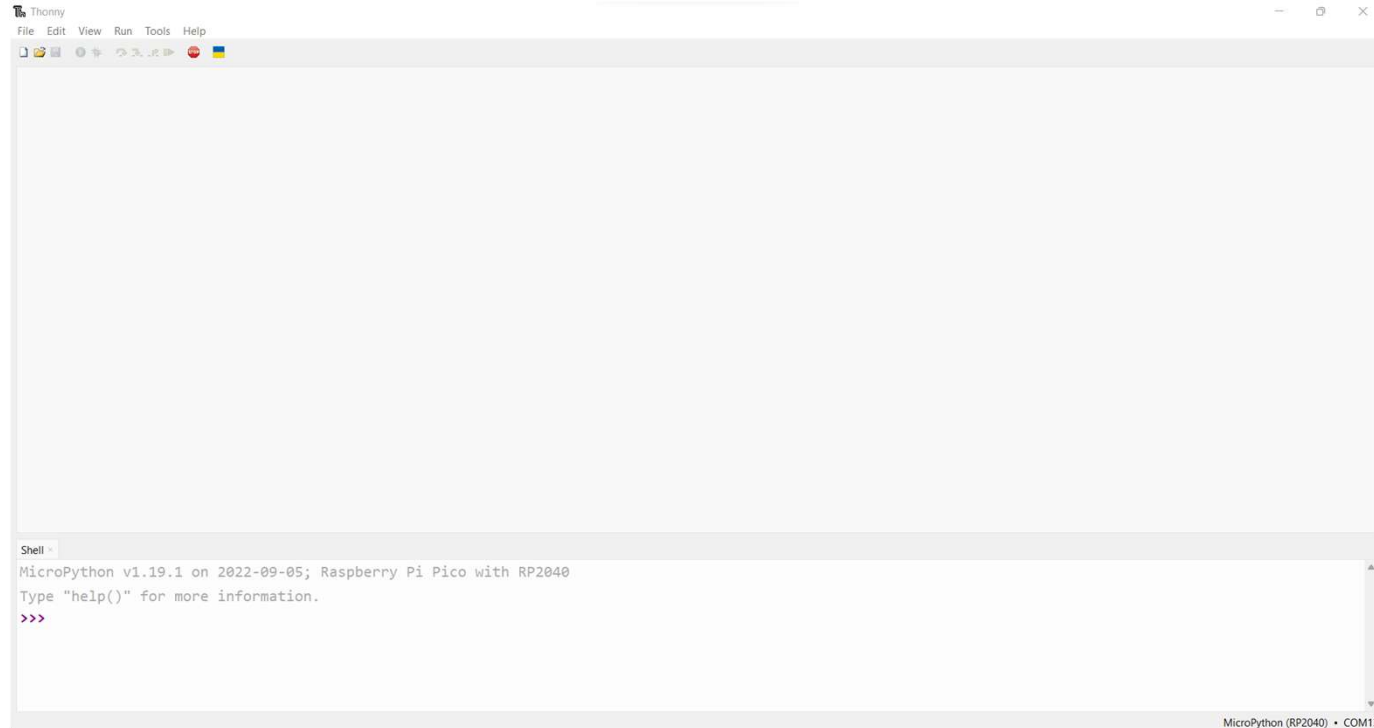 Thonny
File Edit View Run Tools Help
STOP
Shell
MicroPython v1.19.1 on 2022-09-05; Raspberry Pi Pico with RP2040
Type "help()" for more information.
>>>
MicroPython (RP2040) • COM1